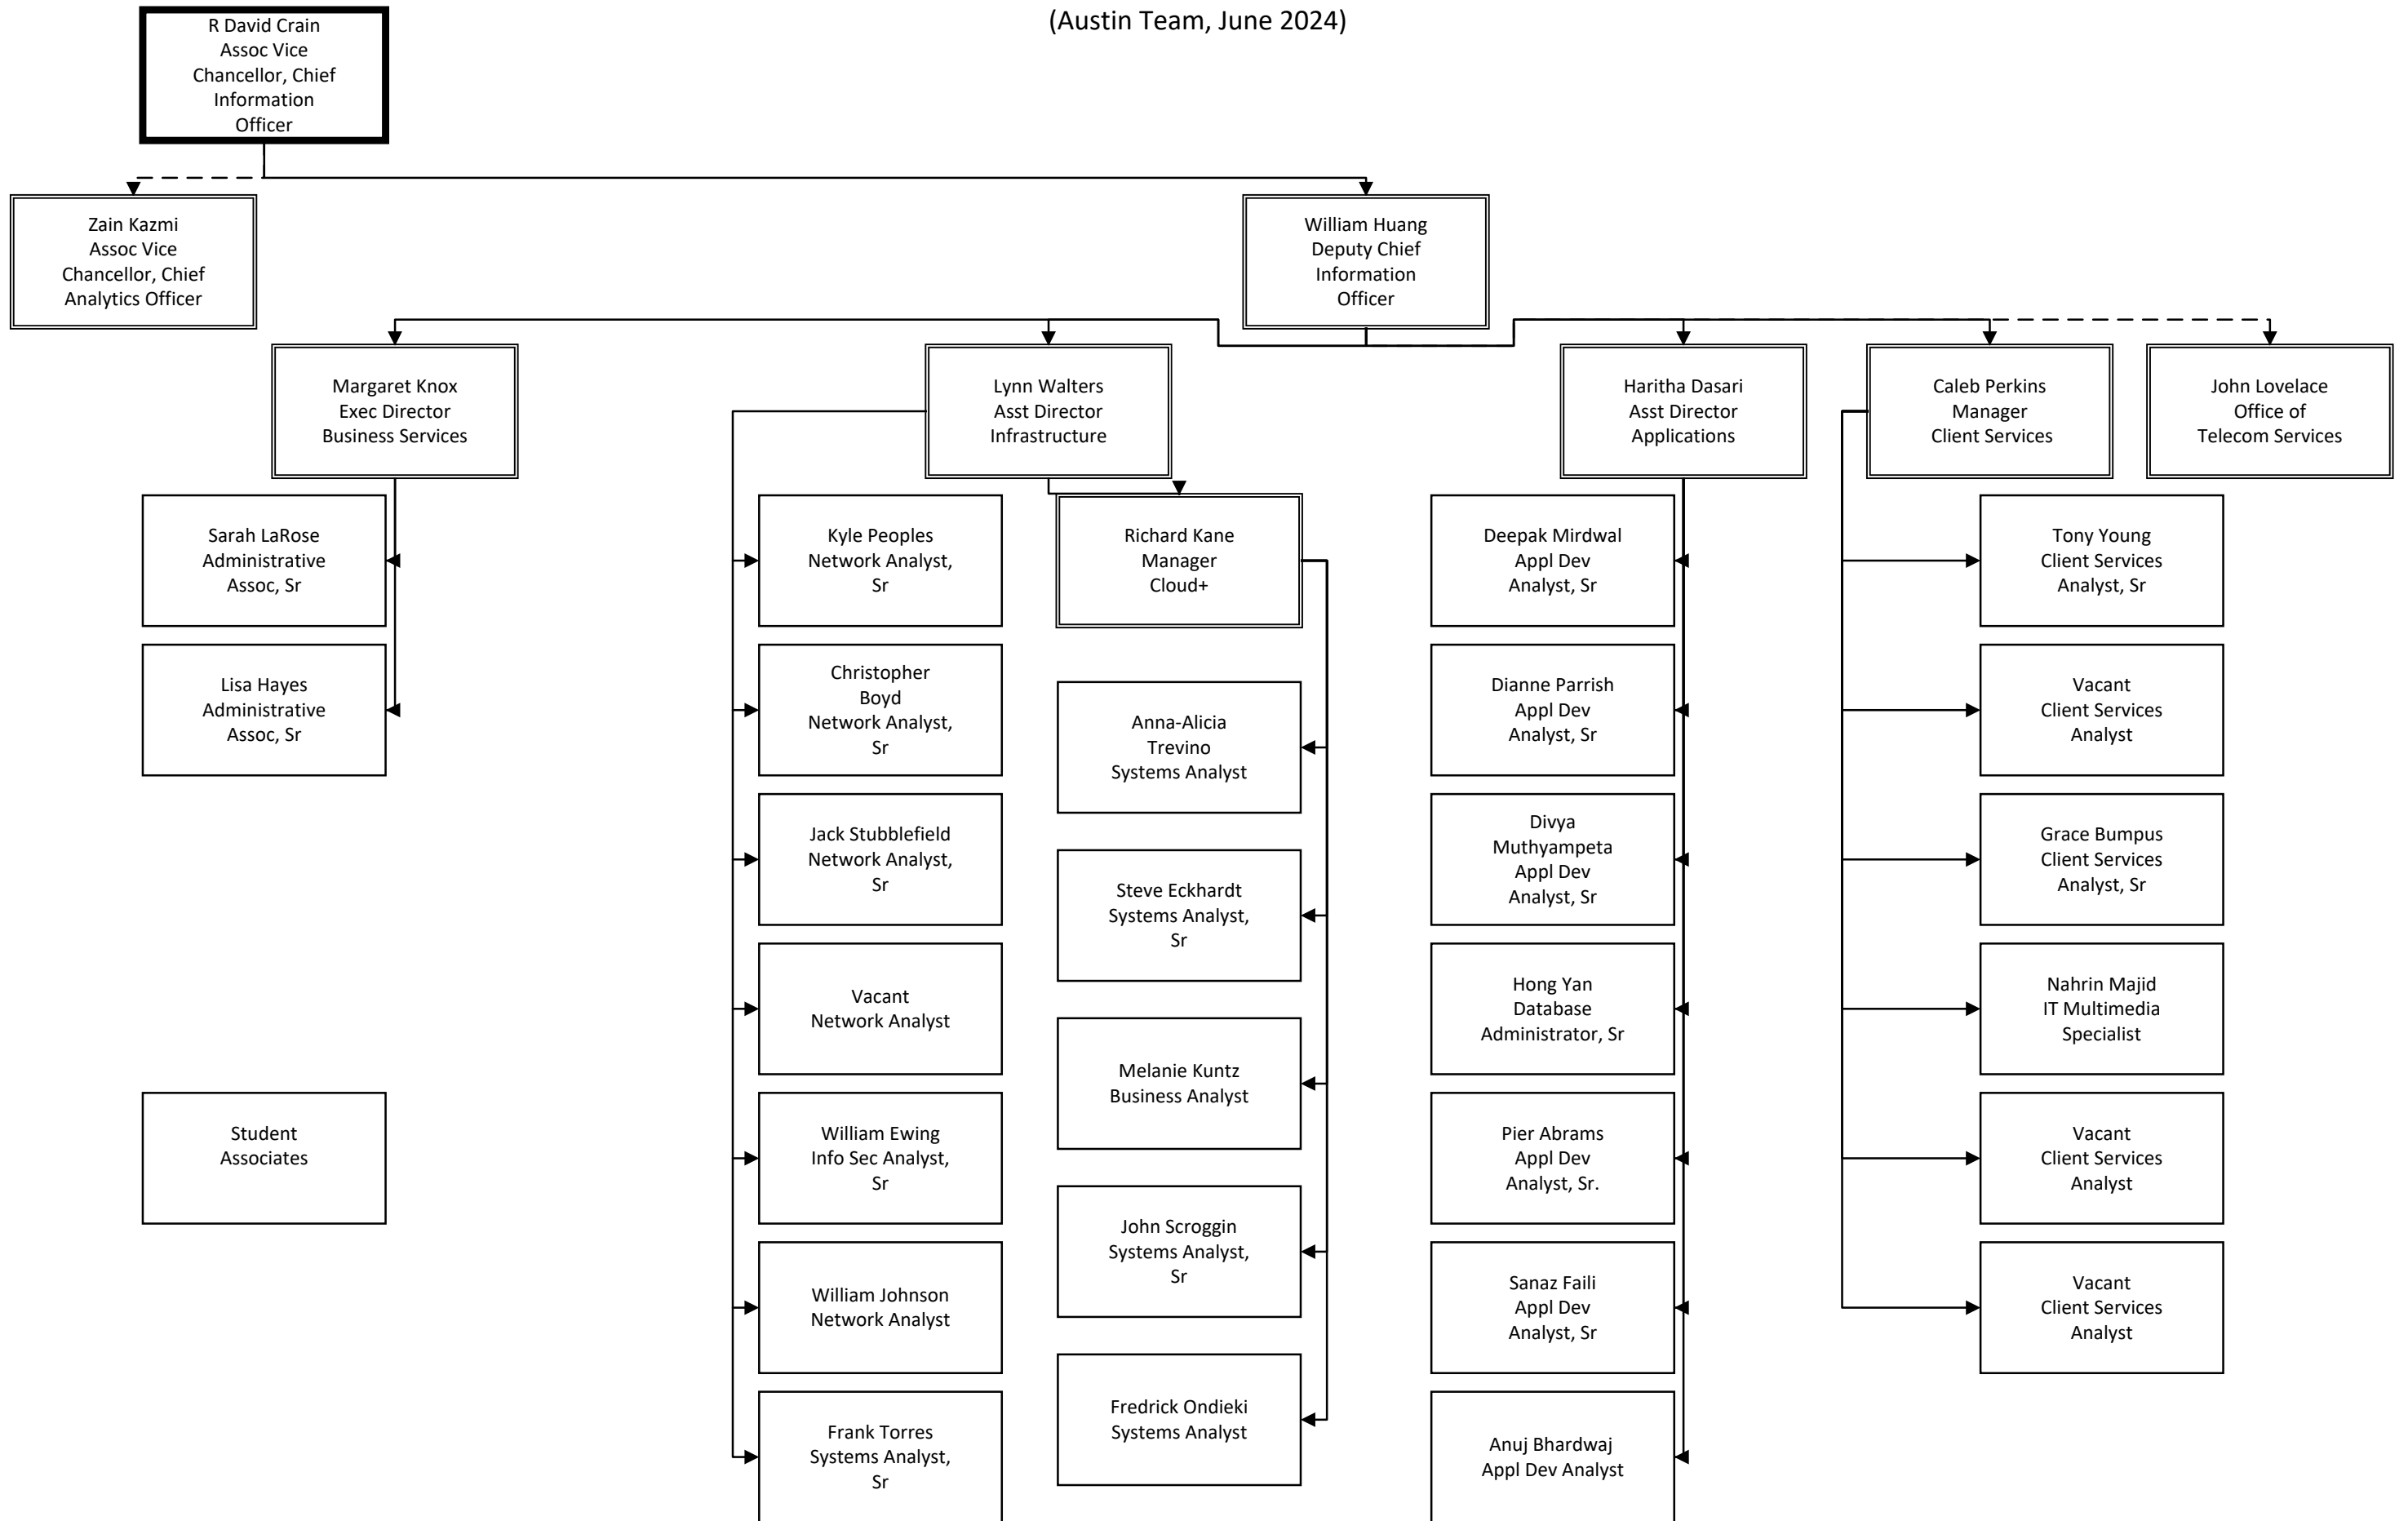 (Austin Team, June 2024)
R David Crain
Assoc Vice
Chancellor, Chief
Information
Officer
Zain Kazmi
Assoc Vice
Chancellor, Chief
Analytics Officer
William Huang
Deputy Chief
Information
Officer
Margaret Knox
Exec Director
Business Services
Lynn Walters
Asst Director
Infrastructure
Haritha Dasari
Asst Director
Applications
Caleb Perkins
Manager
Client Services
John Lovelace
Office of
Telecom Services
Sarah LaRose
Administrative
Assoc, Sr
Lisa Hayes
Administrative
Assoc, Sr
Student
Associates
Kyle Peoples
Network Analyst,
Sr
Christopher
Boyd
Network Analyst,
Sr
Jack Stubblefield
Network Analyst,
Sr
Vacant
Network Analyst
William Ewing
Info Sec Analyst,
Sr
William Johnson
Network Analyst
Frank Torres
Systems Analyst,
Sr
Richard Kane
Manager
Cloud+
Anna-Alicia
Trevino
Systems Analyst
Steve Eckhardt
Systems Analyst,
Sr
Melanie Kuntz
Business Analyst
John Scroggin
Systems Analyst,
Sr
Fredrick Ondieki
Systems Analyst
Deepak Mirdwal
Appl Dev
Analyst, Sr
Dianne Parrish
Appl Dev
Analyst, Sr
Divya
Muthyampeta
Appl Dev
Analyst, Sr
Hong Yan
Database
Administrator, Sr
Pier Abrams
Appl Dev
Analyst, Sr.
Sanaz Faili
Appl Dev
Analyst, Sr
Anuj Bhardwaj
Appl Dev Analyst
Tony Young
Client Services
Analyst, Sr
Vacant
Client Services
Analyst
Grace Bumpus
Client Services
Analyst, Sr
Nahrin Majid
IT Multimedia
Specialist
Vacant
Client Services
Analyst
Vacant
Client Services
Analyst